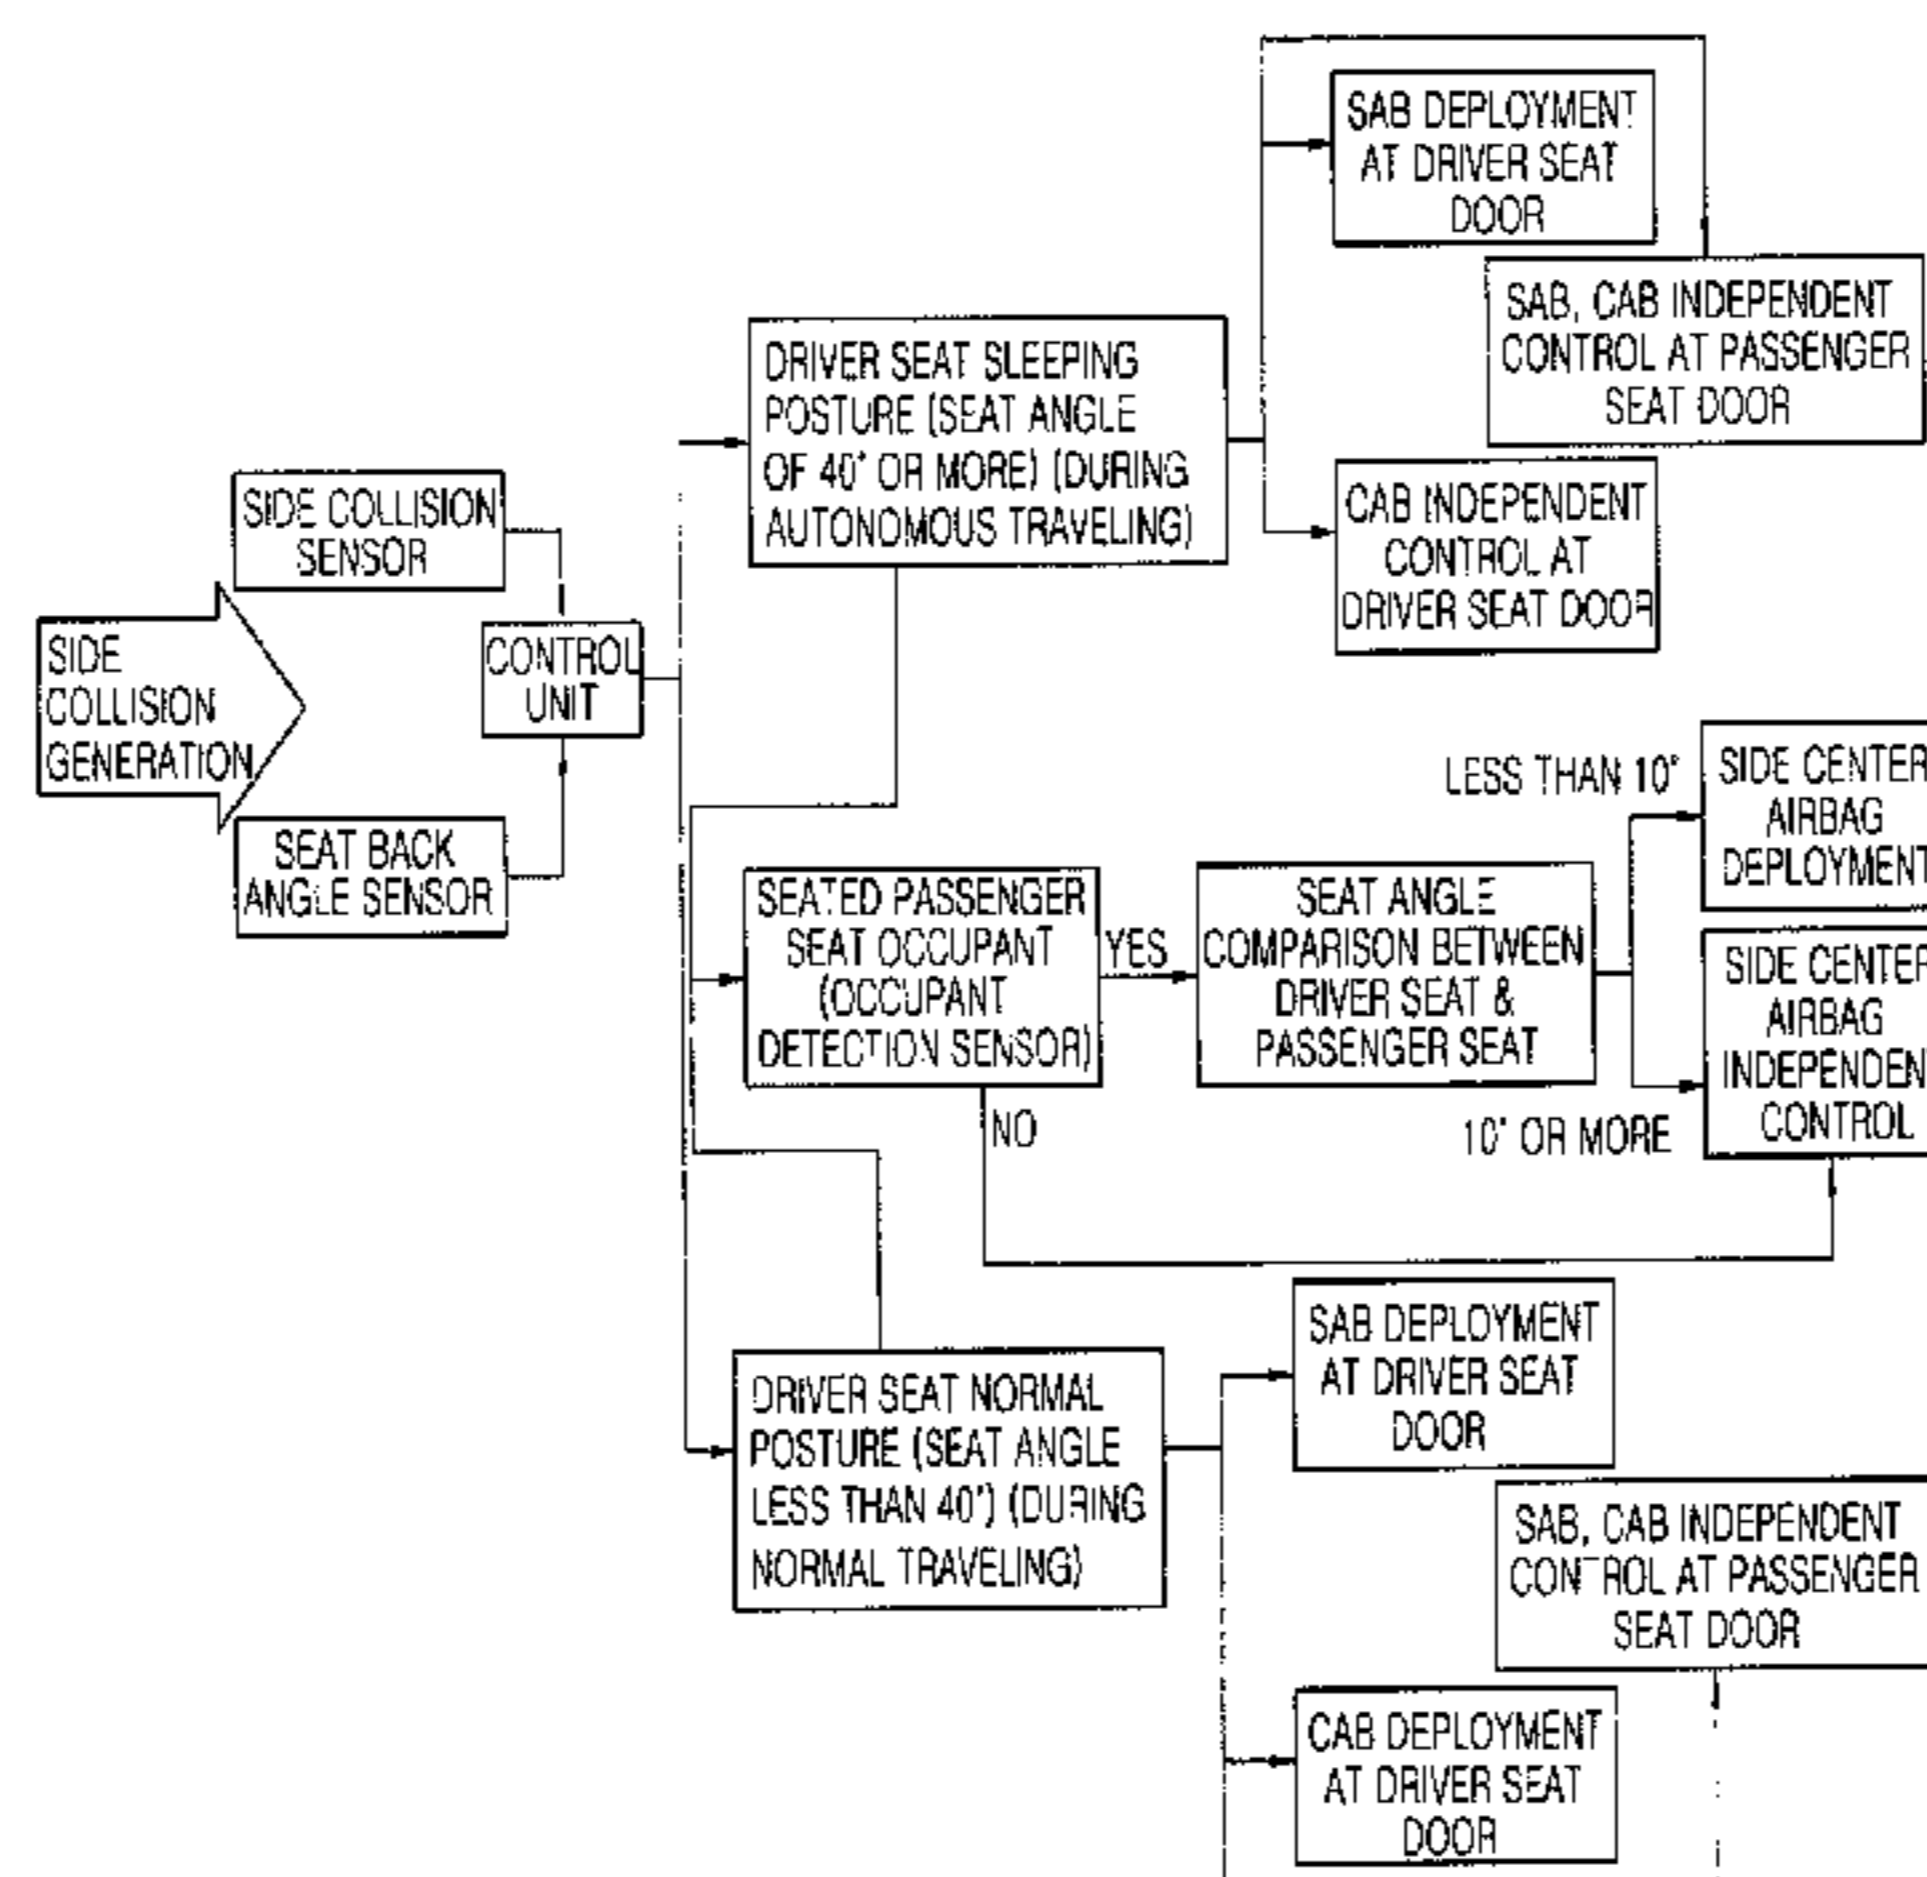 SAB DEPLOYMENT
AT DRIVER SEAT
DOOR
SAB, CAB INDEPENDENT
CONTROL AT PASSENGER
SEAT DOOR
DRIVER SEAT SLEEPING
POSTURE (SEAT ANGLE
OF 40° OR MORE) (DURING
AUTONOMOUS TRAVELING)
CAB INDEPENDENT
CONTROL AT
DRIVER SEAT DOOR
SIDE COLLISION
SENSOR
SIDE
COLLISION
GENERATION
CONTROL
UNIT
SEAT BACK
ANGLE SENSOR
LESS THAN 10°
SIDE CENTER
AIRBAG
DEPLOYMENT
SEATED PASSENGER
SEAT OCCUPANT
(OCCUPANT
DETECTION SENSOR)
YES
SEAT ANGLE
COMPARISON BETWEEN
DRIVER SEAT &
PASSENGER SEAT
SIDE CENTER
AIRBAG
INDEPENDENT
CONTROL
NO
10° OR MORE
SAB DEPLOYMENT
AT DRIVER SEAT
DOOR
DRIVER SEAT NORMAL
POSTURE (SEAT ANGLE
LESS THAN 40°) (DURING
NORMAL TRAVELING)
SAB, CAB INDEPENDENT
CONTROL AT PASSENGER
SEAT DOOR
CAB DEPLOYMENT
AT DRIVER SEAT
DOOR